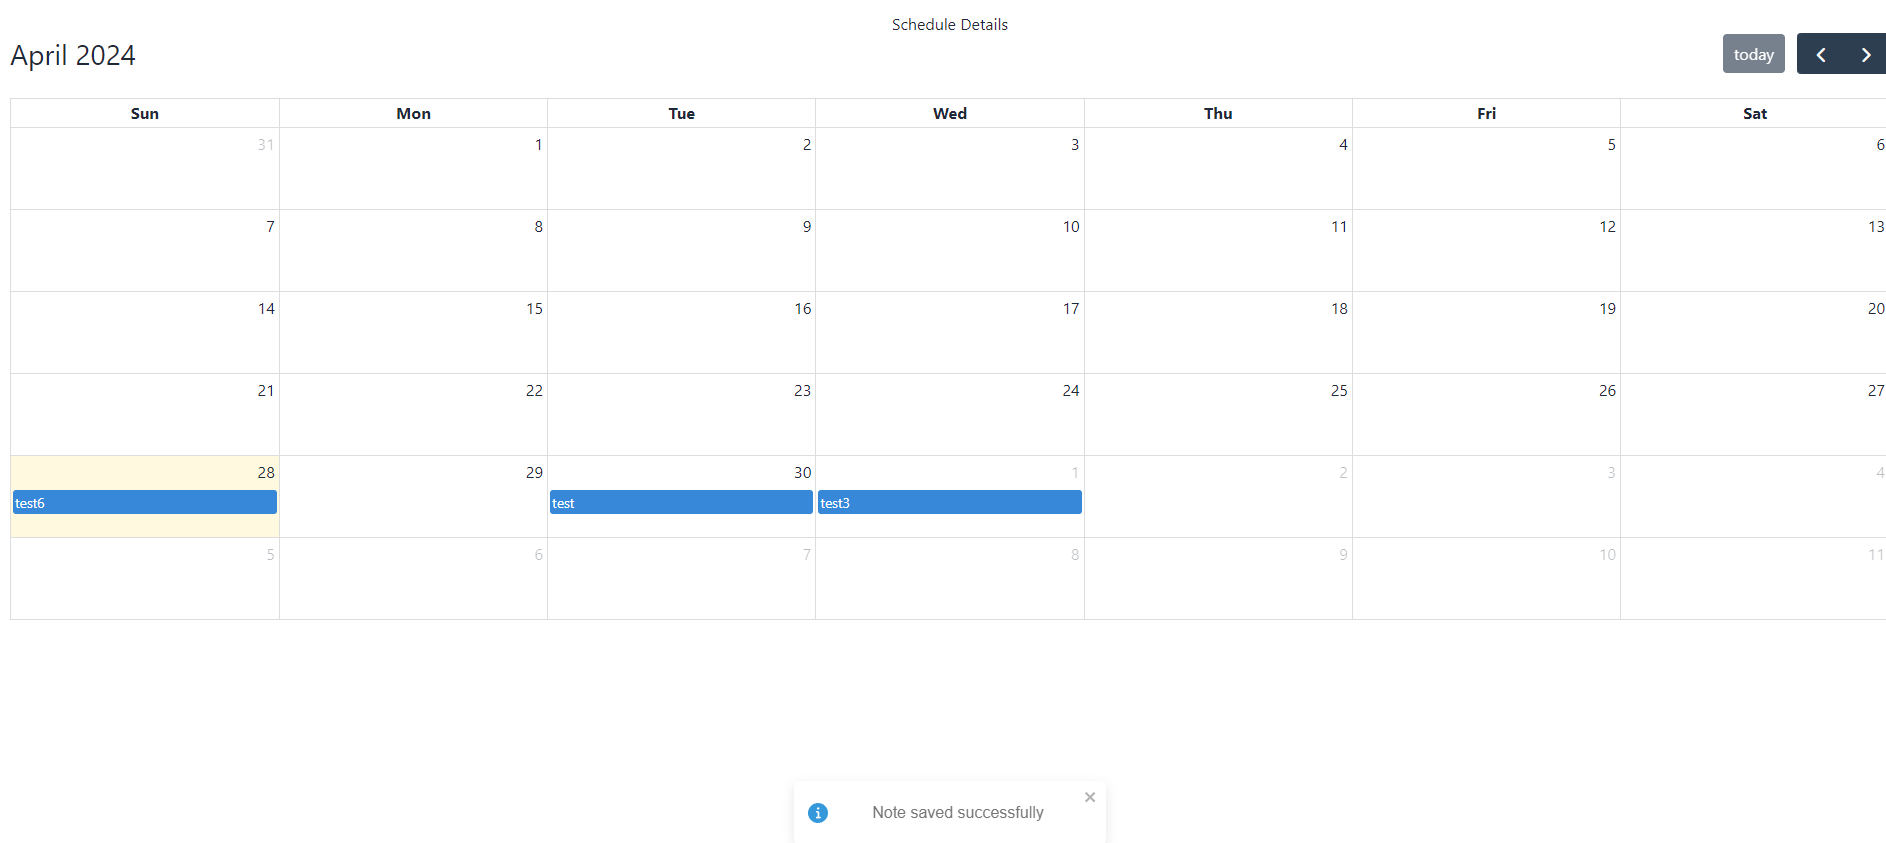 Schedule Details
April 2024
today
Sun Mon Tue Wed Thu Fri Sat
31 1 2 3 4 5 6
7 8 9 10 11 12 13
14 15 16 17 18 19 20
21 22 23 24 25 26 27
28 29 30 1 2 3 4
test6 test test3
5 6 7 8 9 10 11
Note saved successfully